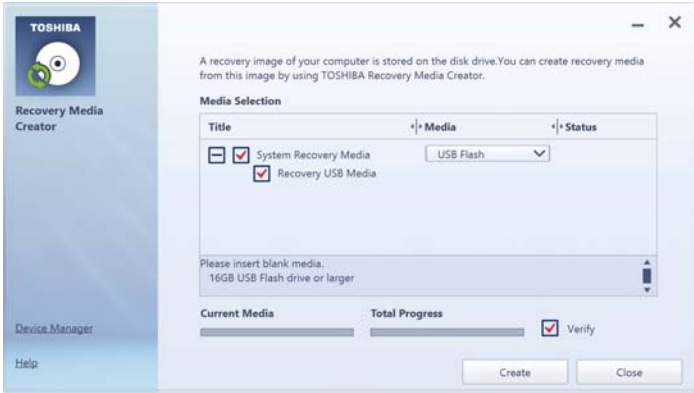 TOSHIBA
Recovery Media
Creator
Device Manager
Help
A recovery image of your computer is stored on the disk drive.You can create recovery media
from this image by using TOSHIBA Recovery Media Creator.
Media Selection
Title Media Status
System Recovery Media USB Flash
Recovery USB Media
Please insert blank media.
16GB USB Flash drive or larger
Current Media Total Progress
Verify
Create Close